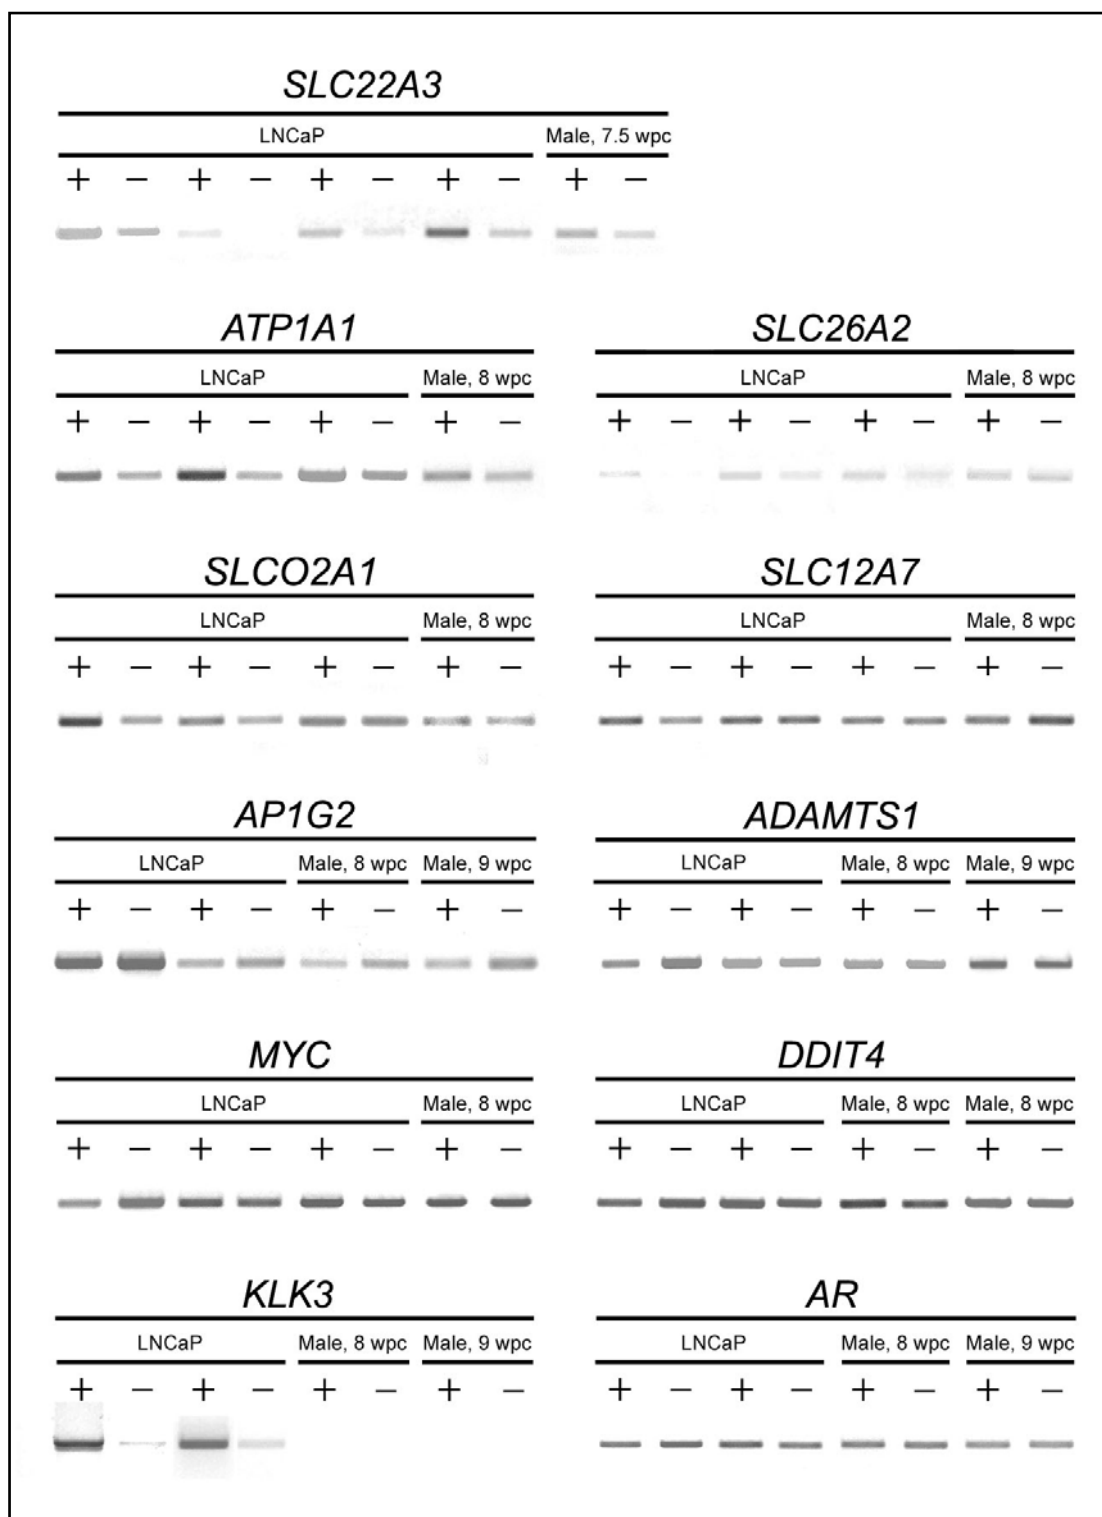 SLC22A3
LNCaP Male, 7.5 wpc
+ − + − + − + − + −
ATP1A1 SLC26A2
LNCaP Male, 8 wpc LNCaP Male, 8 wpc
+ − + − + − + − + − + − + − + −
SLCO2A1 SLC12A7
LNCaP Male, 8 wpc LNCaP Male, 8 wpc
+ − + − + − + − + − + − + − + −
AP1G2 ADAMTS1
LNCaP Male, 8 wpc Male, 9 wpc LNCaP Male, 8 wpc Male, 9 wpc
+ − + − + − + − + − + − + − + −
MYC DDIT4
LNCaP Male, 8 wpc LNCaP Male, 8 wpc Male, 8 wpc
+ − + − + − + − + − + − + − + −
KLK3 AR
LNCaP Male, 8 wpc Male, 9 wpc LNCaP Male, 8 wpc Male, 9 wpc
+ − + − + − + − + − + − + − + −